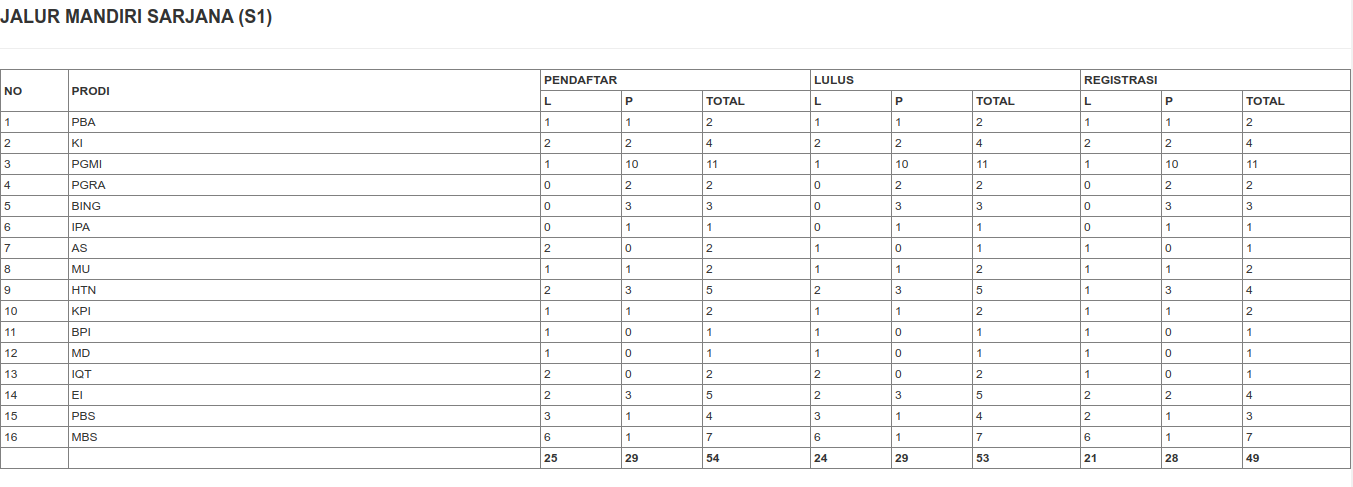 JALUR MANDIRI SARJANA (S1)
NO PRODI PENDAFTAR LULUS REGISTRASI
L P TOTAL L P TOTAL L P TOTAL
1 PBA 1 1 2 1 1 2 1 1 2
2 KI 2 2 4 2 2 4 2 2 4
3 PGMI 1 10 11 1 10 11 1 10 11
4 PGRA 0 2 2 0 2 2 0 2 2
5 BING 0 3 3 0 3 3 0 3 3
6 IPA 0 1 1 0 1 1 0 1 1
7 AS 2 0 2 1 0 1 1 0 1
8 MU 1 1 2 1 1 2 1 1 2
9 HTN 2 3 5 2 3 5 1 3 4
10 KPI 1 1 2 1 1 2 1 1 2
11 BPI 1 0 1 1 0 1 1 0 1
12 MD 1 0 1 1 0 1 1 0 1
13 IQT 2 0 2 2 0 2 1 0 1
14 EI 2 3 5 2 3 5 2 2 4
15 PBS 3 1 4 3 1 4 2 1 3
16 MBS 6 1 7 6 1 7 6 1 7
25 29 54 24 29 53 21 28 49